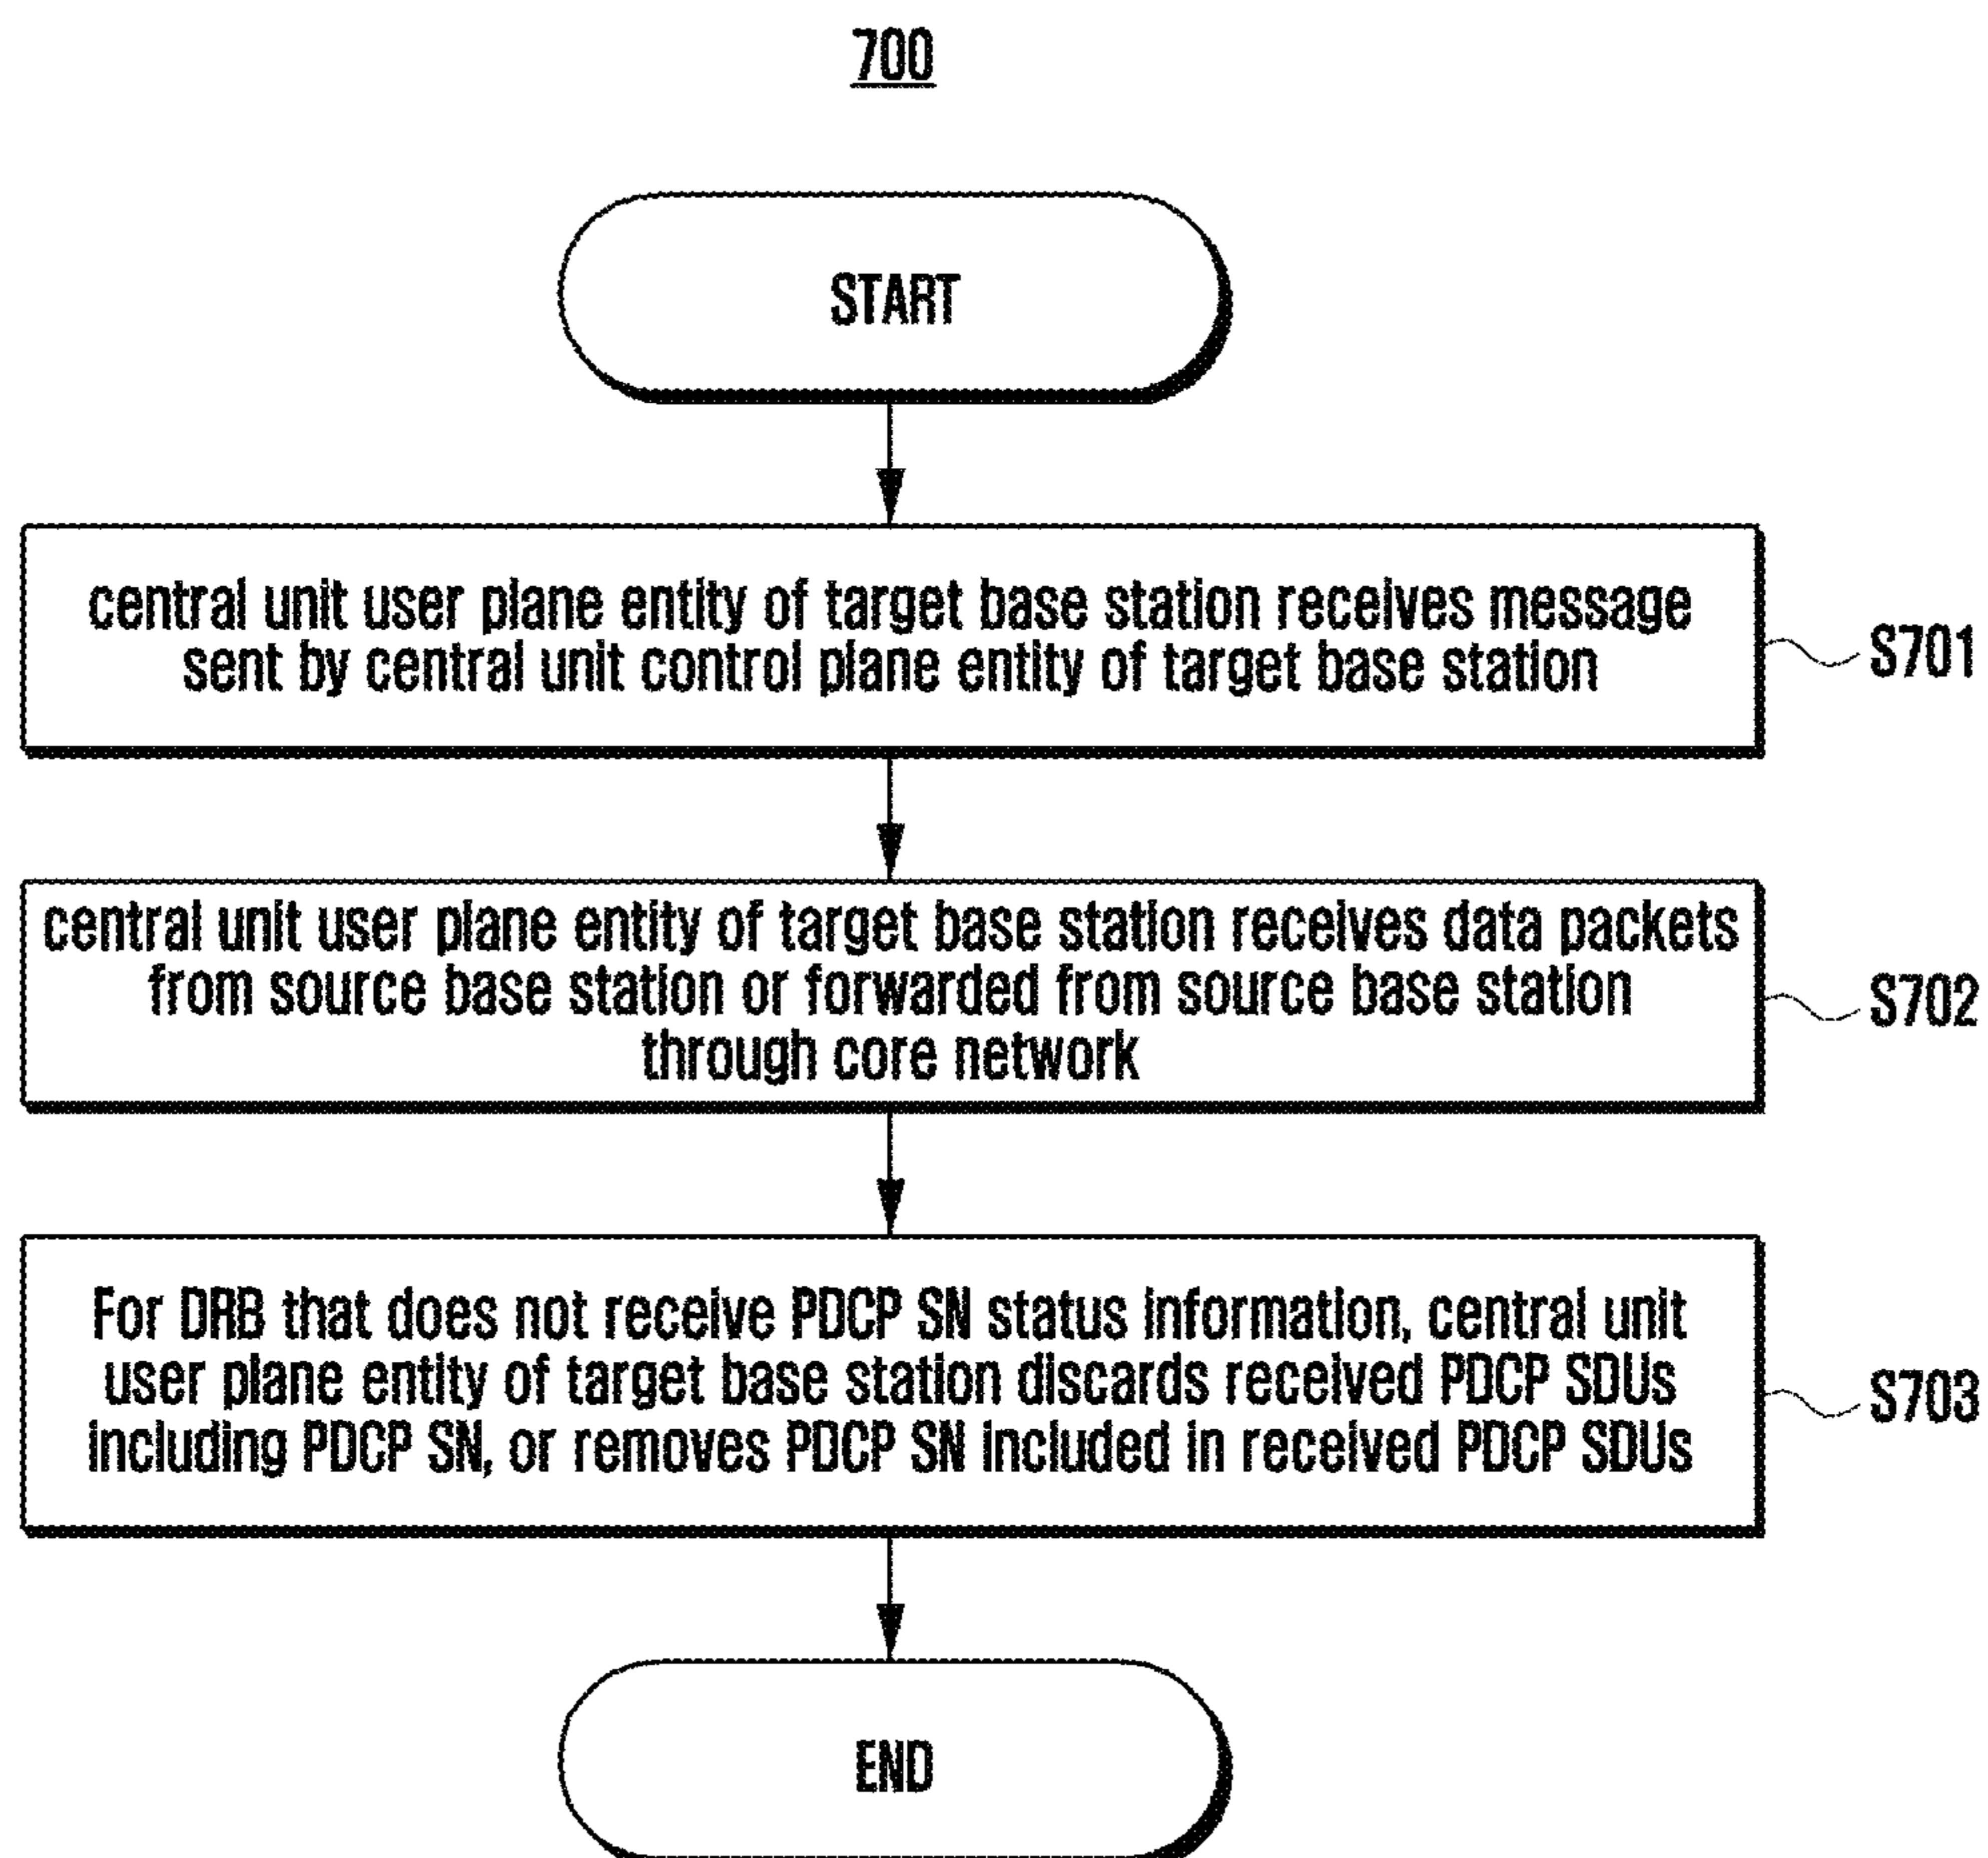 700
START
central unit user plane entity of target base station receives message
sent by central unit control plane entity of target base station
S701
central unit user plane entity of target base station receives data packets
from source base station or forwarded from source base station
through core network
S702
For DRB that does not receive PDCP SN status information, central unit
user plane entity of target base station discards received PDCP SDUs
including PDCP SN, or removes PDCP SN included in received PDCP SDUs
S703
END